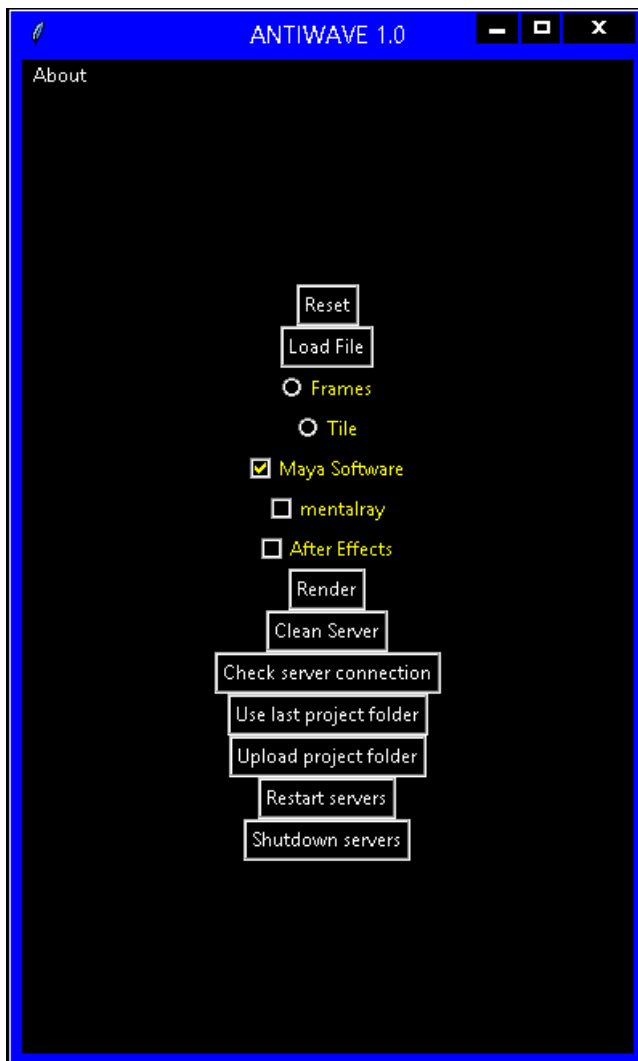 ANTIWAVE 1.0
About
Reset
Load File
Frames
Tile
Maya Software
mentalray
After Effects
Render
Clean Server
Check server connection
Use last project folder
Upload project folder
Restart servers
Shutdown servers